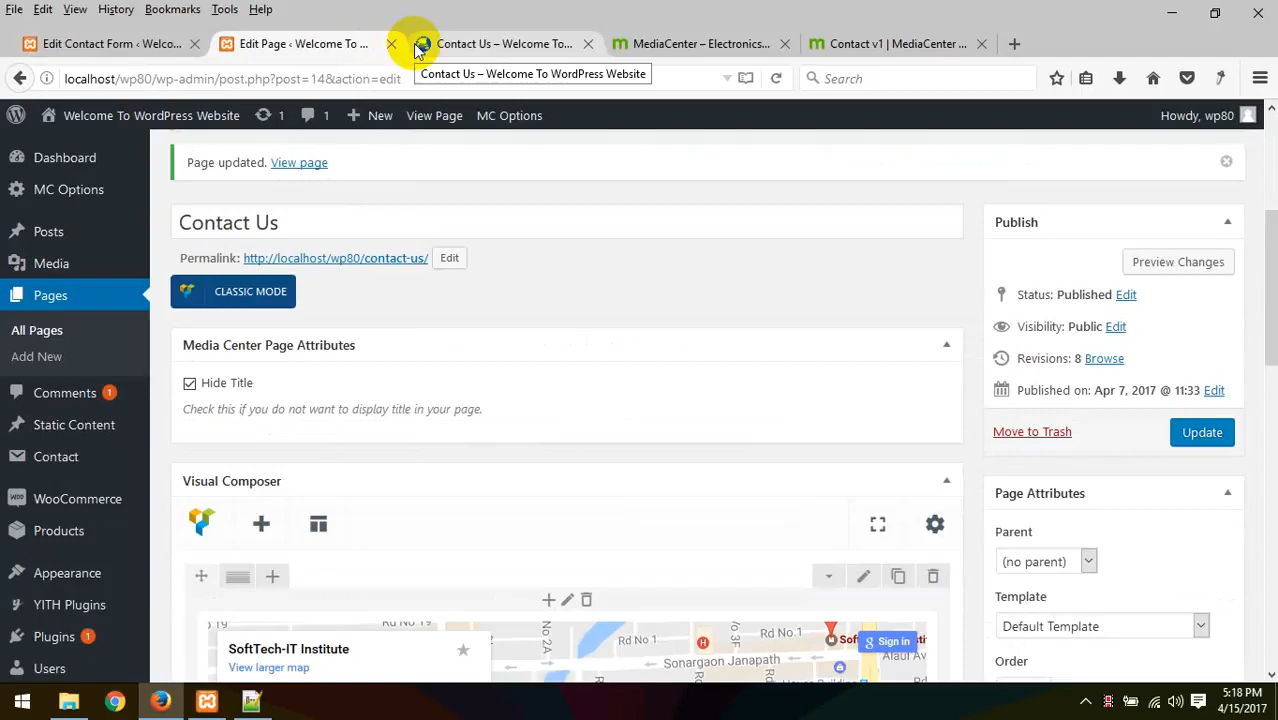 File Edit View History Bookmarks Tools Help
Edit Contact Form ‹ Welco...
Edit Page ‹ Welcome To ...
Contact Us – Welcome To...
MediaCenter – Electronics...
Contact v1 | MediaCenter ...
localhost/wp80/wp-admin/post.php?post=14&action=edit
Search
Contact Us – Welcome To WordPress Website
Welcome To WordPress Website 1 1 New View Page MC Options
Howdy, wp80
Dashboard
MC Options
Posts
Media
Pages
All Pages
Add New
Comments 1
Static Content
Contact
WooCommerce
Products
Appearance
YITH Plugins
Plugins 1
Users
Page updated. View page
Contact Us
Permalink: http://localhost/wp80/contact-us/ Edit
CLASSIC MODE
Media Center Page Attributes
Hide Title
Check this if you do not want to display title in your page.
Visual Composer
Rd No 1
Rd No.1
No 2A
Sonargaon Janapath
SoftTech-IT Institute
View larger map
Sign in
Publish
Preview Changes
Status: Published Edit
Visibility: Public Edit
Revisions: 8 Browse
Published on: Apr 7, 2017 @ 11:33 Edit
Move to Trash
Update
Page Attributes
Parent
(no parent)
Template
Default Template
Order
5:18 PM
4/15/2017